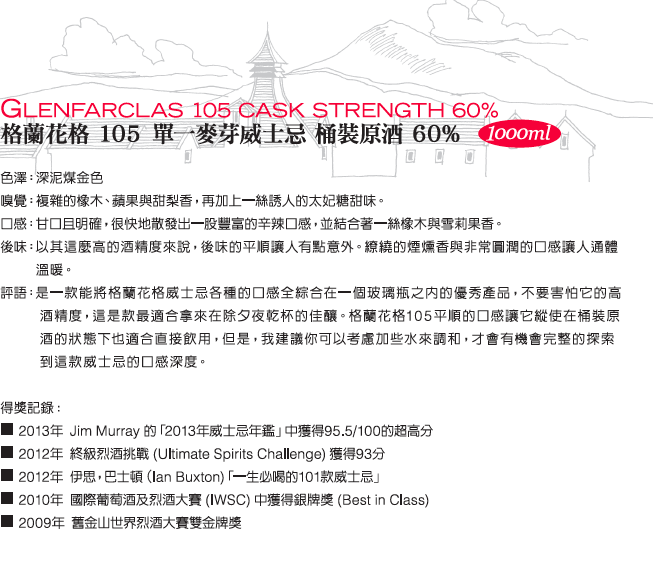 GLENFARCLAS 105 CASK STRENGTH 60%
格蘭花格 105 單一麥芽威士忌 桶裝原酒 60% 1000ml
色澤:深泥煤金色
嗅覺:複雜的橡木、蘋果與甜梨香,再加上一絲誘人的太妃糖甜味。
口感:甘口且明確,很快地散發出一股豐富的辛辣口感,並結合著一絲橡木與雪莉果香。
後味:以其這麼高的酒精度來說,後味的平順讓人有點意外。繚繞的煙燻香與非常圓潤的口感讓人通體
溫暖。
評語:是一款能將格蘭花格威士忌各種的口感全綜合在一個玻璃瓶之內的優秀產品,不要害怕它的高
酒精度,這是款最適合拿來在除夕夜乾杯的佳釀。格蘭花格105平順的口感讓它縱使在桶裝原
酒的狀態下也適合直接飲用,但是,我建議你可以考慮加些水來調和,才會有機會完整的探索
到這款威士忌的口感深度。
得獎記錄:
■ 2013年 Jim Murray 的「2013年威士忌年鑑」中獲得95.5/100的超高分
■ 2012年 終級烈酒挑戰 (Ultimate Spirits Challenge) 獲得93分
■ 2012年 伊思,巴士頓 (Ian Buxton)「一生必喝的101款威士忌」
■ 2010年 國際葡萄酒及烈酒大賽 (IWSC) 中獲得銀牌獎 (Best in Class)
■ 2009年 舊金山世界烈酒大賽雙金牌獎